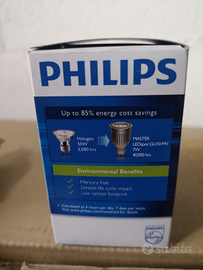 PHILIPS
Up to 85% energy cost savings
Halogen
50W
2,000 hrs
MASTER
LEDspot GU10 MV
7W
40,000 hrs
Environmental Benefits
• Mercury free
• Limited life cycle impact
• Low carbon footprint
PHILIPS
Subito